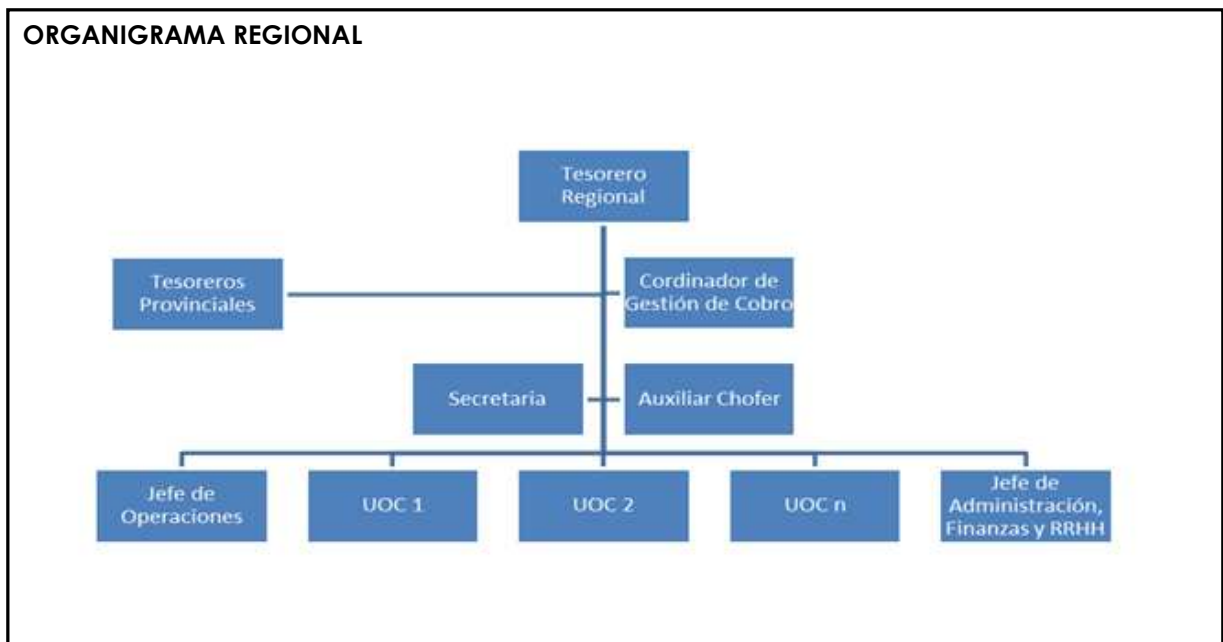 ORGANIGRAMA REGIONAL
Tesorero
Regional
Tesoreros
Provinciales
Cordinador de
Gestión de Cobro
Secretaria
Auxiliar Chofer
Jefe de
Operaciones
UOC 1
UOC 2
UOC n
Jefe de
Administración,
Finanzas y RRHH